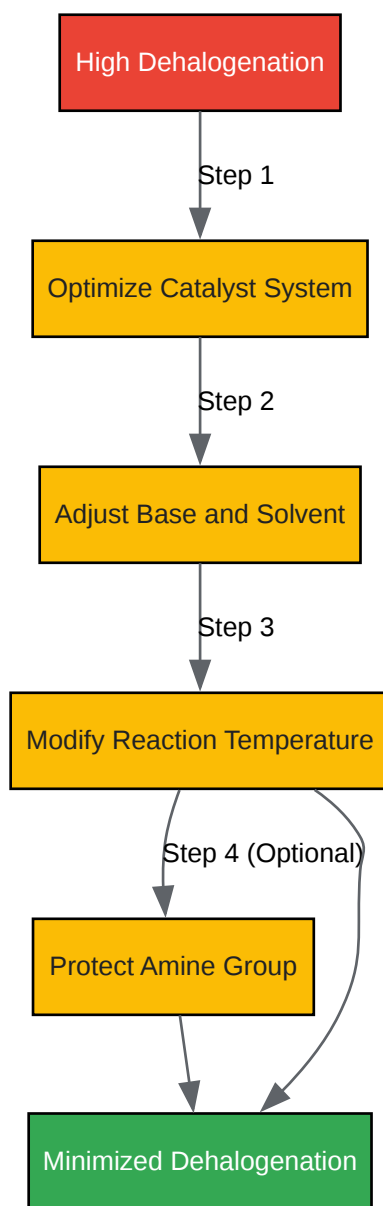 High Dehalogenation
Step 1
Optimize Catalyst System
Step 2
Adjust Base and Solvent
Step 3
Modify Reaction Temperature
Step 4 (Optional)
Protect Amine Group
Minimized Dehalogenation